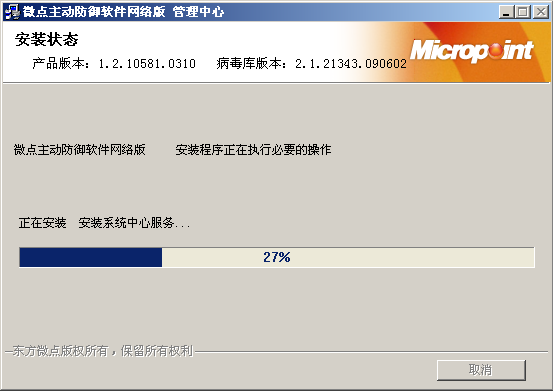 微点主动防御软件网络版 管理中心
安装状态
产品版本：1.2.10581.0310 病毒库版本：2.1.21343.090602
Micropoint
微点主动防御软件网络版 安装程序正在执行必要的操作
正在安装 安装系统中心服务...
27%
东方微点版权所有，保留所有权利
取消